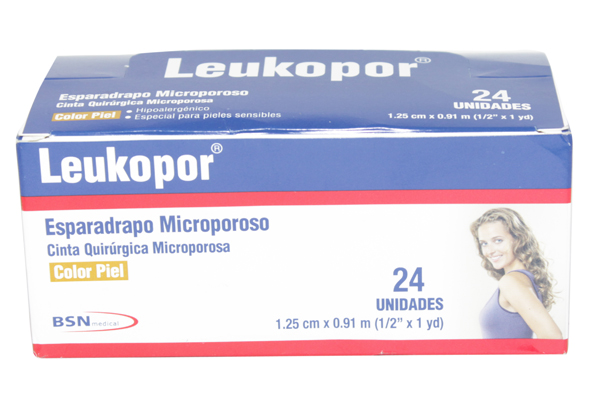 Leukopor®
Esparadrapo Microporoso
Cinta Quirúrgica Microporosa
Color Piel
• Hipoalergénico
• Especial para pieles sensibles
24
UNIDADES
1.25 cm x 0.91 m (1/2" x 1 yd)
Leukopor®
Esparadrapo Microporoso
Cinta Quirúrgica Microporosa
Color Piel
24
UNIDADES
1.25 cm x 0.91 m (1/2" x 1 yd)
BSN medical